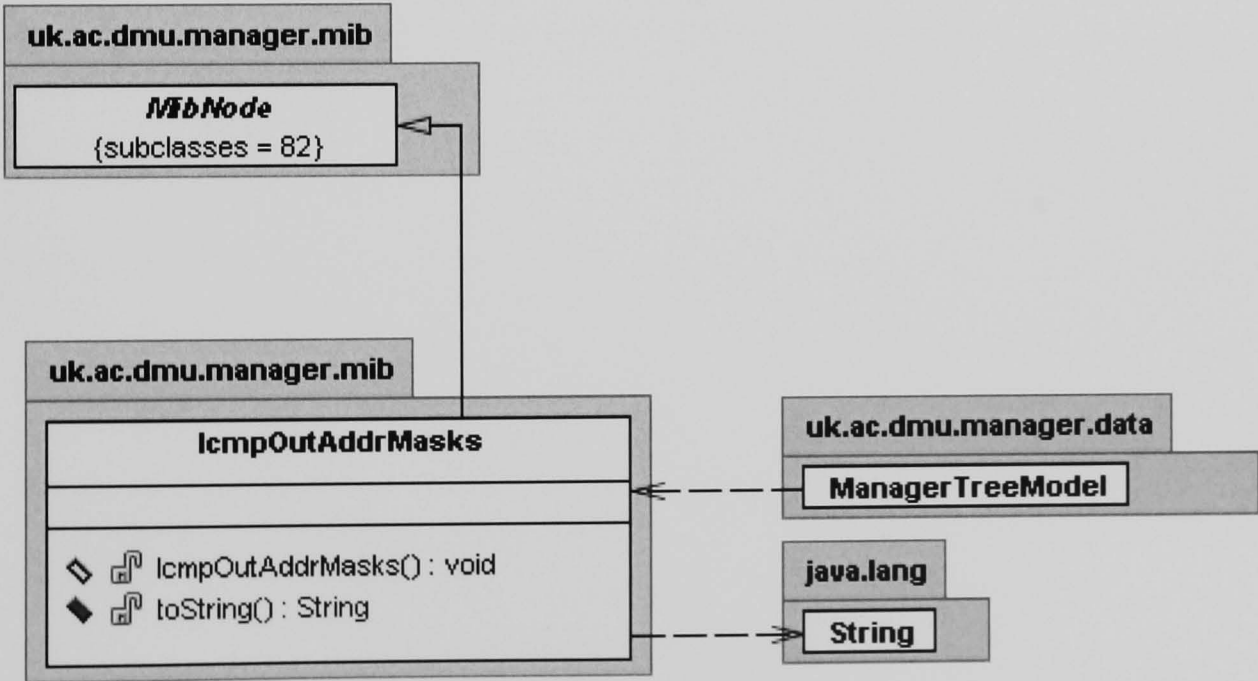 uk.ac.dmu.manager.mib
MibNode
{subclasses = 82}
uk.ac.dmu.manager.mib
IcmpOutAddrMasks
IcmpOutAddrMasks() : void
toString() : String
uk.ac.dmu.manager.data
ManagerTreeModel
java.lang
String